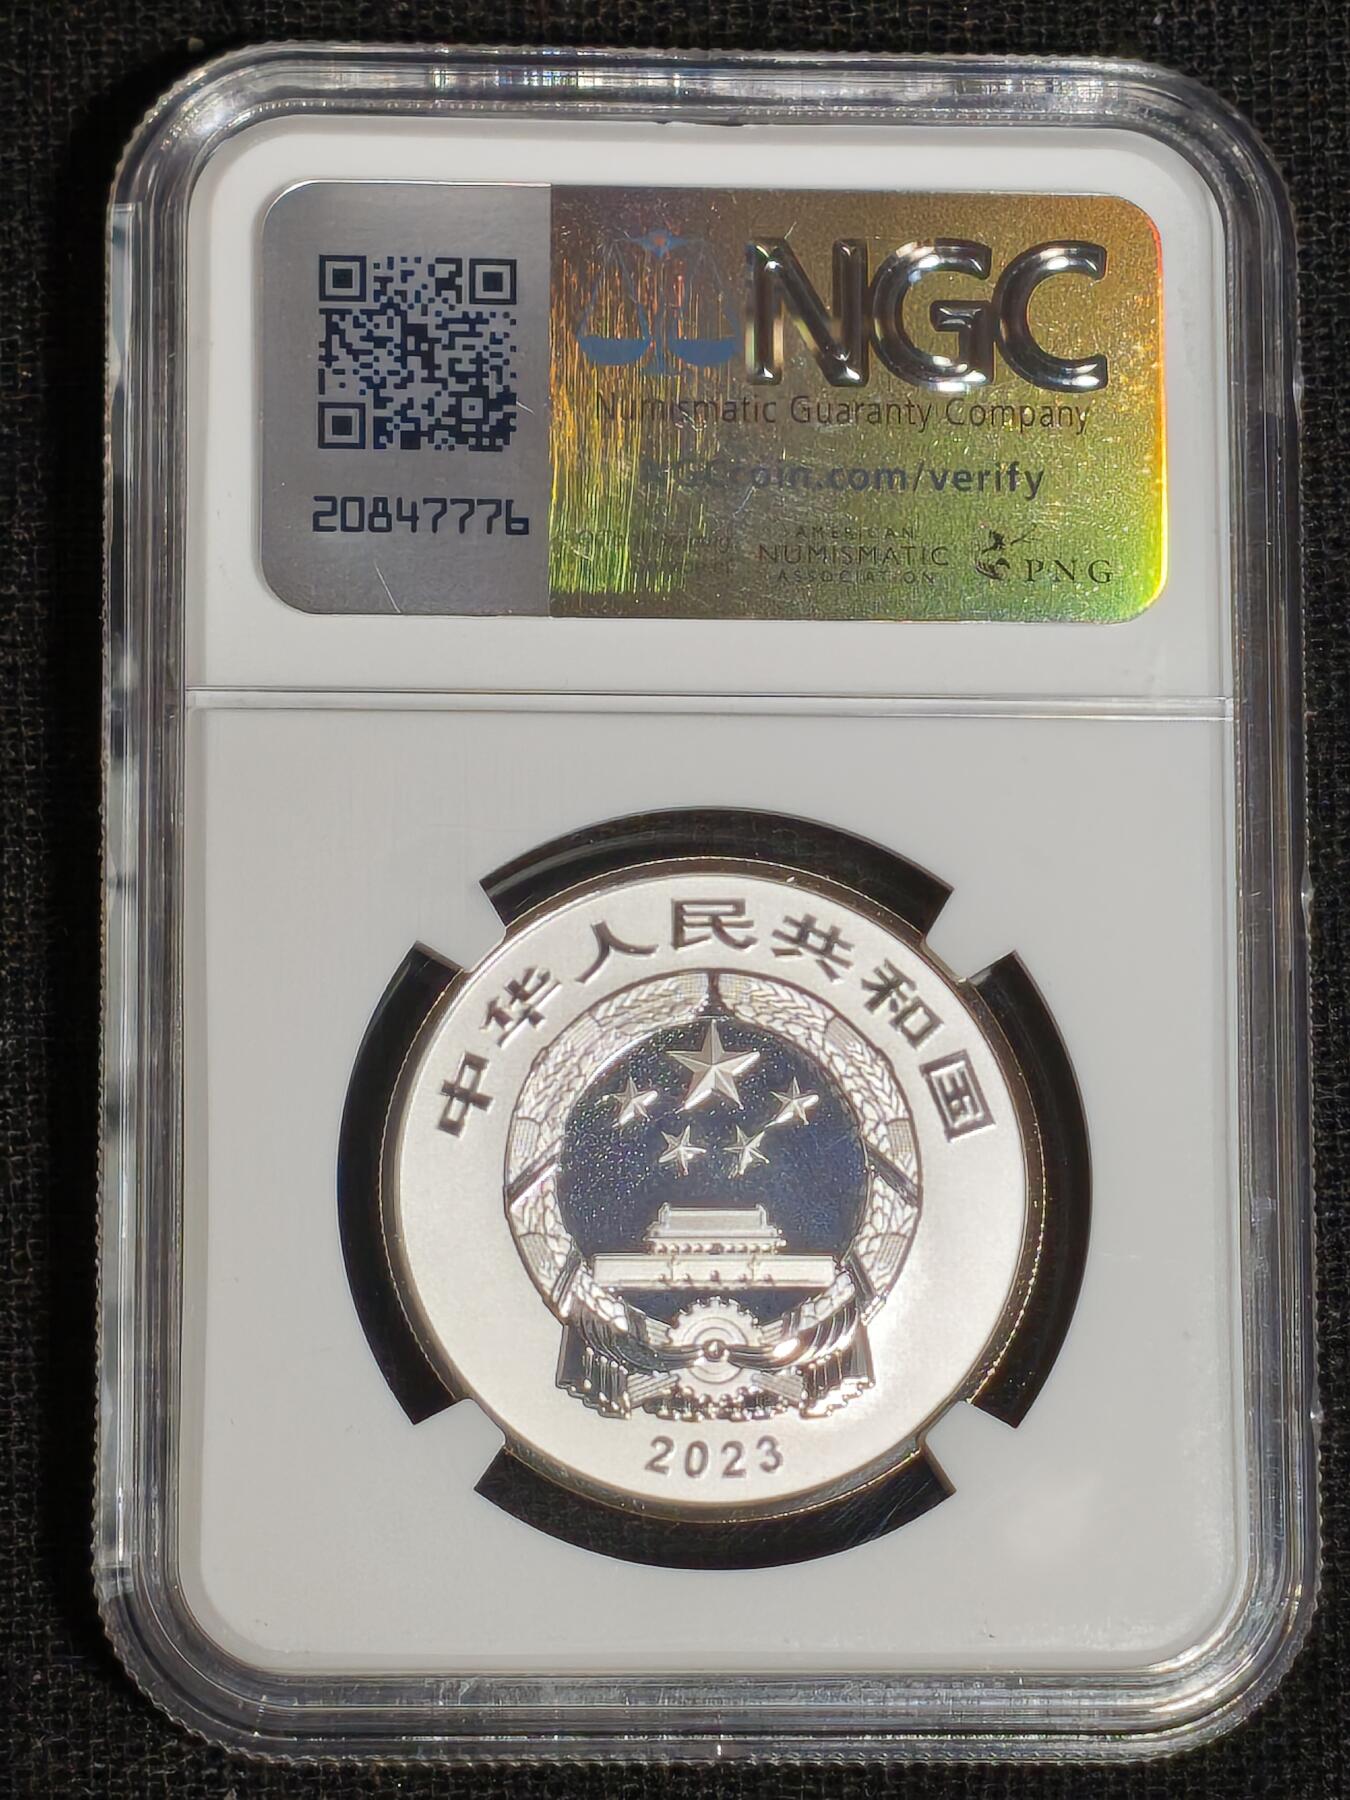 NGC
Numismatic Guaranty Company
NGCcoin.com/verify
20847776
AMERICAN
NUMISMATIC
ASSOCIATION
PNG
中华人民共和国
2023